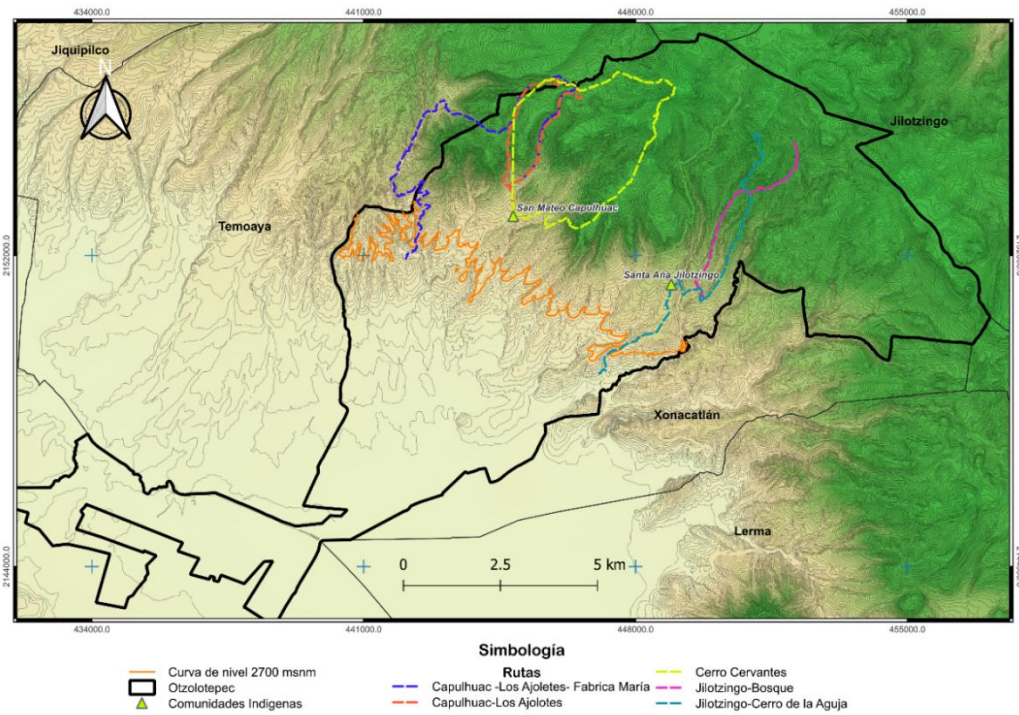 434000.0 441000.0 448000.0 455000.0
Jiquipilco
N
Jilotzingo
San Mateo Capulhuac
Temoaya
2152000.0
Santa Ana Jilotzingo
Xonacatlán
Lerma
0 2.5 5 km
2144000.0
434000.0 441000.0 448000.0 455000.0
Simbología
Curva de nivel 2700 msnm
Otzolotepec
Comunidades Indigenas
Rutas
Capulhuac -Los Ajoletes- Fabrica María
Capulhuac-Los Ajolotes
Cerro Cervantes
Jilotzingo-Bosque
Jilotzingo-Cerro de la Aguja